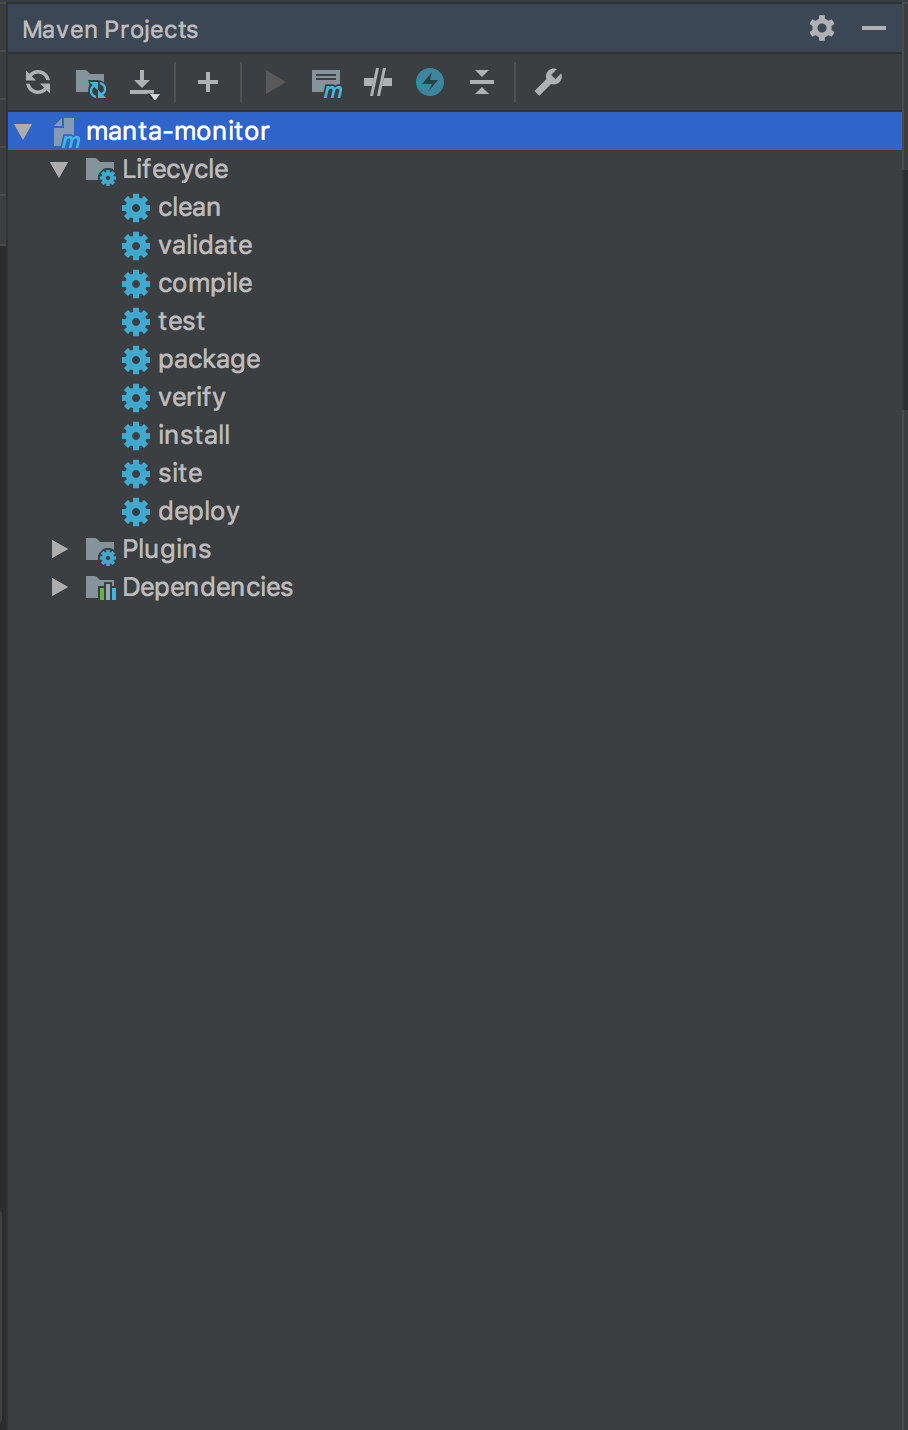 Maven Projects
manta-monitor
Lifecycle
clean
validate
compile
test
package
verify
install
site
deploy
Plugins
Dependencies